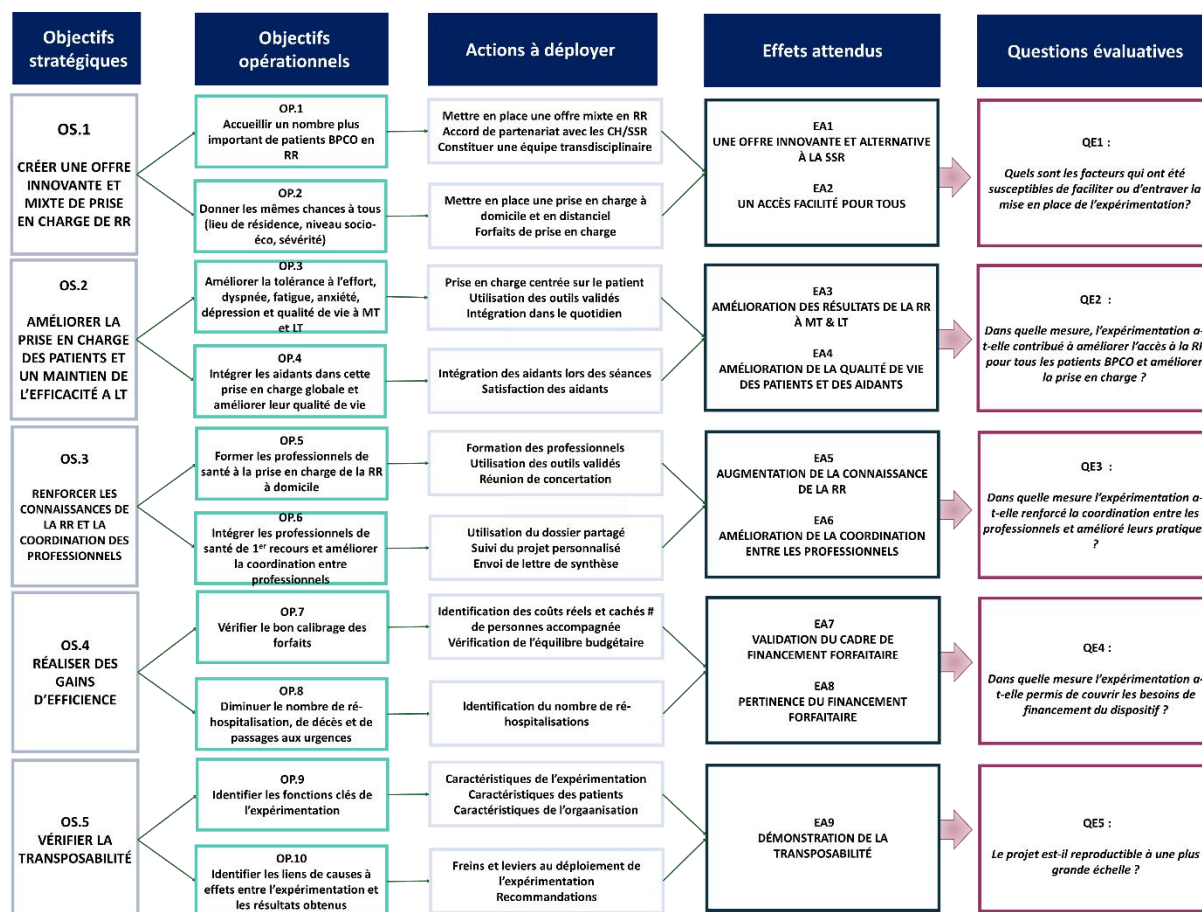 Objectifs
stratégiques
Objectifs
opérationnels
Actions à déployer
Effets attendus
Questions évaluatives
OS.1
CRÉER UNE OFFRE
INNOVANTE ET
MIXTE DE PRISE
EN CHARGE DE RR
OP.1
Accueillir un nombre plus
important de patients BPCO en
RR
OP.2
Donner les mêmes chances à tous
(lieu de résidence, niveau socio-
éco, sévérité)
Mettre en place une offre mixte en RR
Accord de partenariat avec les CH/SSR
Constituer une équipe transdisciplinaire
Mettre en place une prise en charge à
domicile et en distanciel
Forfaits de prise en charge
EA1
UNE OFFRE INNOVANTE ET ALTERNATIVE
À LA SSR
EA2
UN ACCÈS FACILITÉ POUR TOUS
QE1 :
Quels sont les facteurs qui ont été
susceptibles de faciliter ou d'entraver la
mise en place de l'expérimentation?
OS.2
AMÉLIORER LA
PRISE EN CHARGE
DES PATIENTS ET
UN MAINTIEN DE
L'EFFICACITÉ A LT
OP.3
Améliorer la tolérance à l'effort,
dyspnée, fatigue, anxiété,
dépression et qualité de vie à MT
et LT
OP.4
Intégrer les aidants dans cette
prise en charge globale et
améliorer leur qualité de vie
Prise en charge centrée sur le patient
Utilisation des outils validés
Intégration dans le quotidien
Intégration des aidants lors des séances
Satisfaction des aidants
EA3
AMÉLIORATION DES RÉSULTATS DE LA RR
À MT & LT
EA4
AMÉLIORATION DE LA QUALITÉ DE VIE
DES PATIENTS ET DES AIDANTS
QE2 :
Dans quelle mesure, l'expérimentation a-
t-elle contribué à améliorer l'accès à la
pour tous les patients BPCO et améliorer
la prise en charge ?
OS.3
RENFORCER LES
CONNAISSANCES DE
LA RR ET LA
COORDINATION DES
PROFESSIONNELS
OP.5
Former les professionnels de
santé à la prise en charge de la RR
à domicile
OP.6
Intégrer les professionnels de
santé de 1er recours et améliorer
la coordination entre
professionnels
Formation des professionnels
Utilisation des outils validés
Réunion de concertation
Utilisation du dossier partagé
Suivi du projet personnalisé
Envoi de lettre de synthèse
EA5
AUGMENTATION DE LA CONNAISSANCE
DE LA RR
EA6
AMÉLIORATION DE LA COORDINATION
ENTRE LES PROFESSIONNELS
QE3 :
Dans quelle mesure l'expérimentation a-
t-elle renforcé la coordination entre les
professionnels et amélioré leurs pratiques
?
OS.4
RÉALISER DES
GAINS
D'EFFICIENCE
OP.7
Vérifier le bon calibrage des
forfaits
OP.8
Diminuer le nombre de ré-
hospitalisation, de décès et de
passages aux urgences
Identification des coûts réels et cachés #
de personnes accompagnée
Vérification de l'équilibre budgétaire
Identification du nombre de ré-
hospitalisations
EA7
VALIDATION DU CADRE DE
FINANCEMENT FORFAITAIRE
EA8
PERTINENCE DU FINANCEMENT
FORFAITAIRE
QE4 :
Dans quelle mesure l'expérimentation a-
t-elle permis de couvrir les besoins de
financement du dispositif ?
OS.5
VÉRIFIER LA
TRANSPOSABILITÉ
OP.9
Identifier les fonctions clés de
l'expérimentation
OP.10
Identifier les liens de causes à
effets entre l'expérimentation et
les résultats obtenus
Caractéristiques de l'expérimentation
Caractéristiques des patients
Caractéristiques de l'orgaanisation
Freins et leviers au déploiement de
l'expérimentation
Recommandations
EA9
DÉMONSTRATION DE LA
TRANSPOSABILITÉ
QE5 :
Le projet est-il reproductible à une plus
grande échelle ?